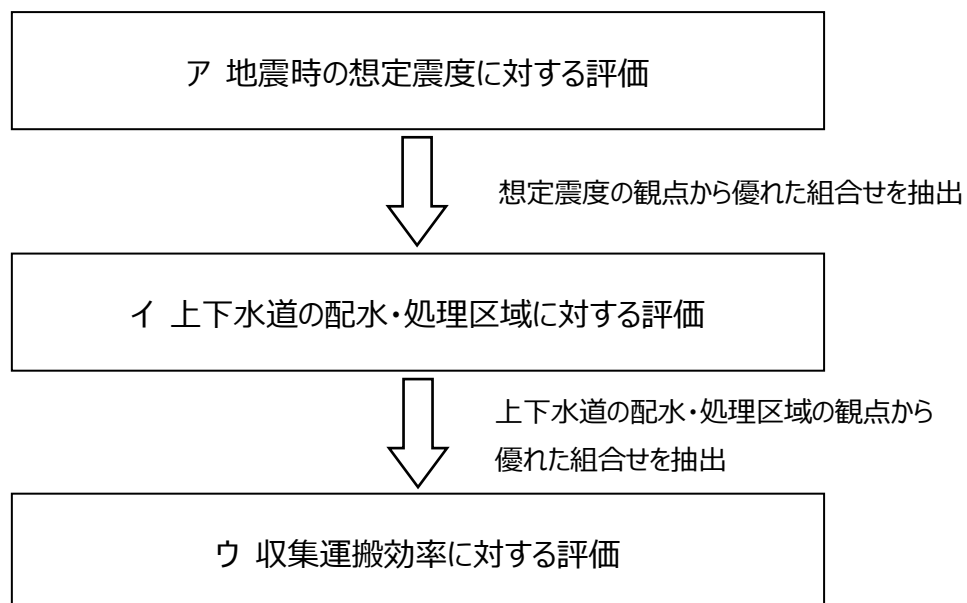 ア 地震時の想定震度に対する評価
想定震度の観点から優れた組合せを抽出
イ 上下水道の配水・処理区域に対する評価
上下水道の配水・処理区域の観点から
優れた組合せを抽出
ウ 収集運搬効率に対する評価